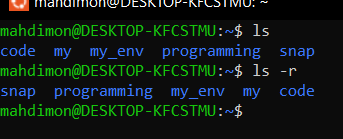 mahdimon@DESKTOP-KFCSTMU: ~
mahdimon@DESKTOP-KFCSTMU:~$ ls
code  my  my_env  programming  snap
mahdimon@DESKTOP-KFCSTMU:~$ ls -r
snap  programming  my_env  my  code
mahdimon@DESKTOP-KFCSTMU:~$